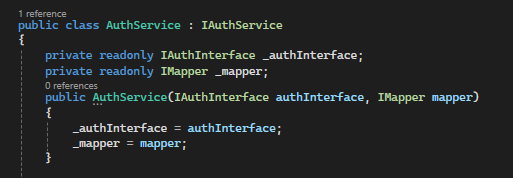 1 reference
public class AuthService : IAuthService
{
private readonly IAuthInterface _authInterface;
private readonly IMapper _mapper;
0 references
public AuthService(IAuthInterface authInterface, IMapper mapper)
{
_authInterface = authInterface;
_mapper = mapper;
}